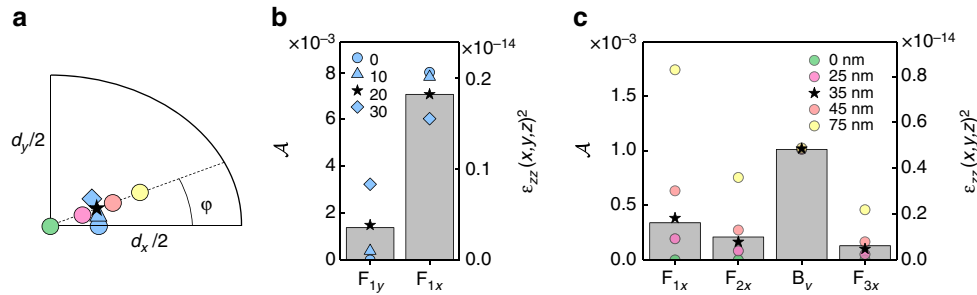 a
d_y/2
d_x/2
φ
b
×10⁻³
×10⁻¹⁴
8
6
4
2
0
𝒜
0
10
20
30
0.2
0.1
0.0
ε_zz(x,y,z)²
F_1y
F_1x
c
×10⁻³
×10⁻¹⁴
1.5
1.0
0.5
0.0
𝒜
0 nm
25 nm
35 nm
45 nm
75 nm
0.8
0.6
0.4
0.14
0.0
ε_zz(x,y,z)²
F_1x
F_2x
B_y
F_3x